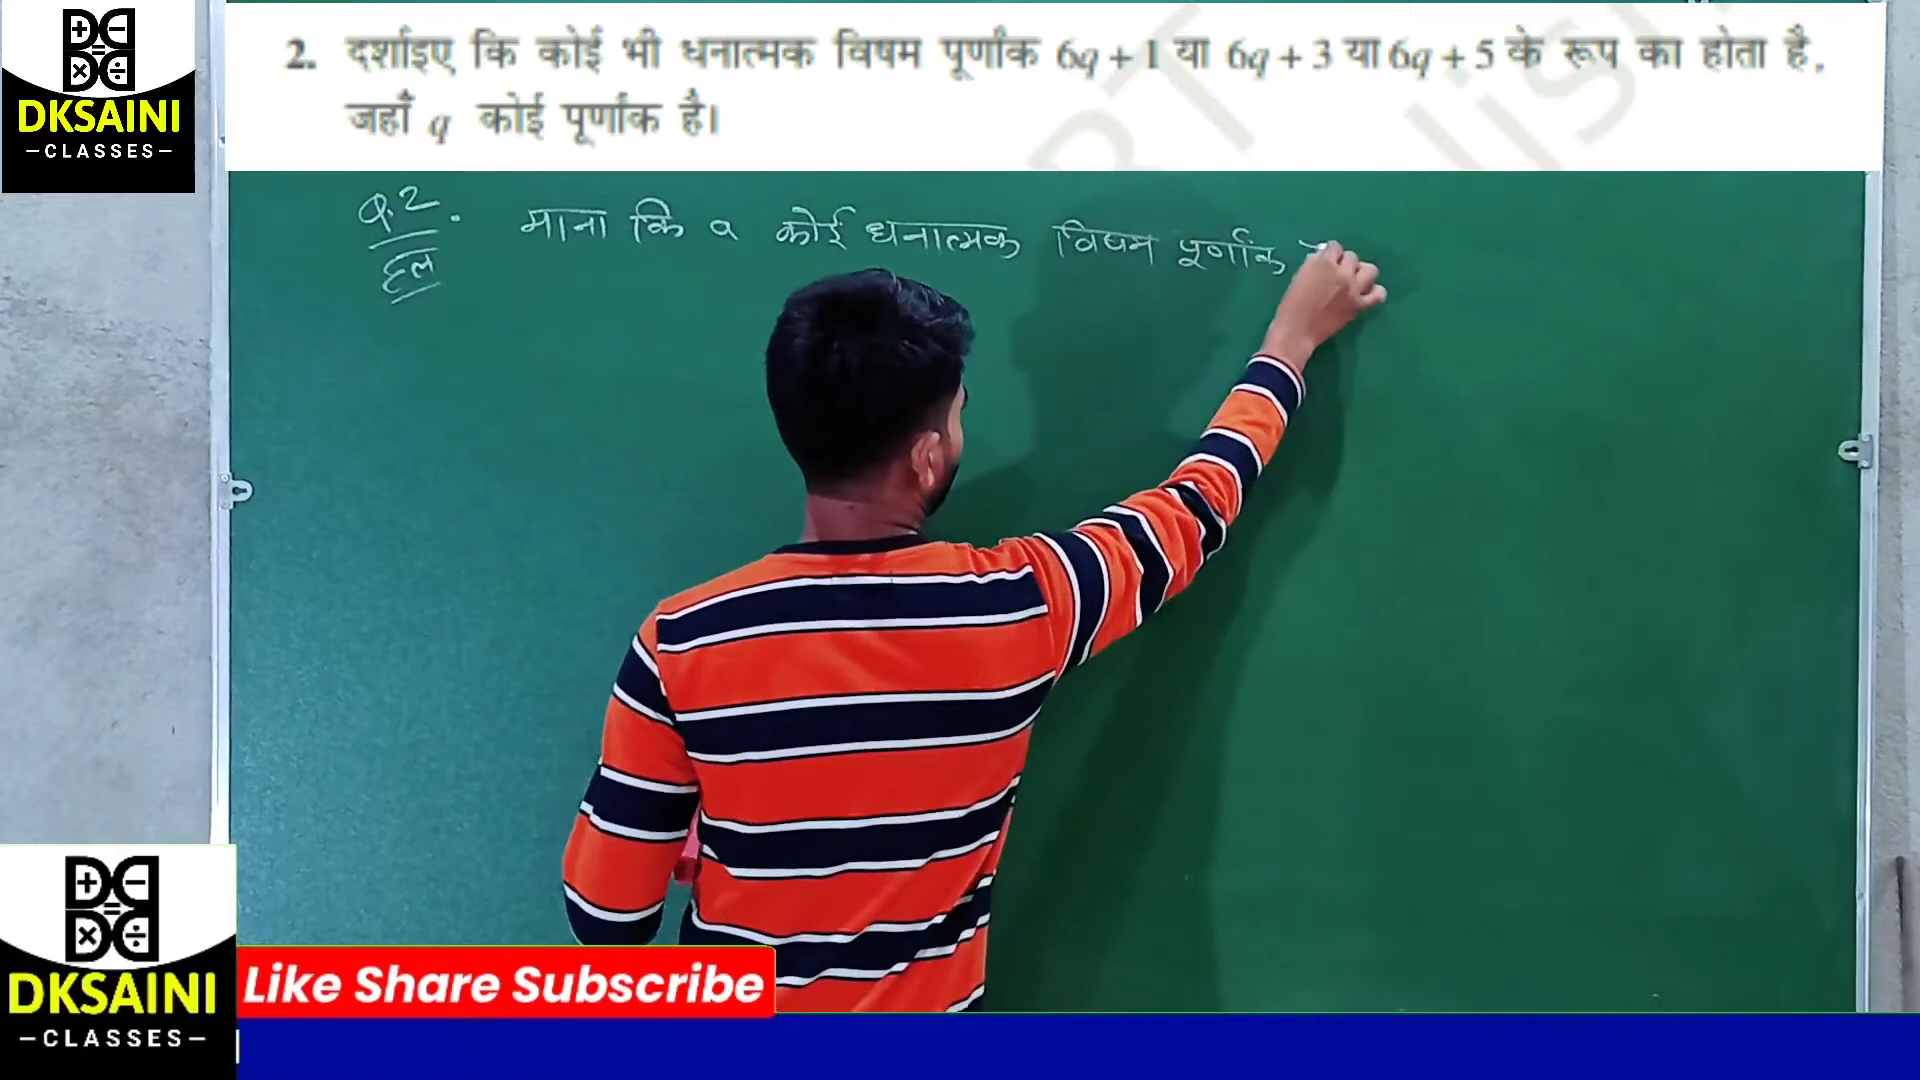 DKSAINI
–CLASSES–
2. दर्शाइए कि कोई भी धनात्मक विषम पूर्णांक 6q + 1 या 6q + 3 या 6q + 5 के रूप का होता है,
जहाँ q कोई पूर्णांक है।
Q.2.
हल
माना कि a कोई धनात्मक विषम पूर्णांक
DKSAINI
–CLASSES–
Like Share Subscribe